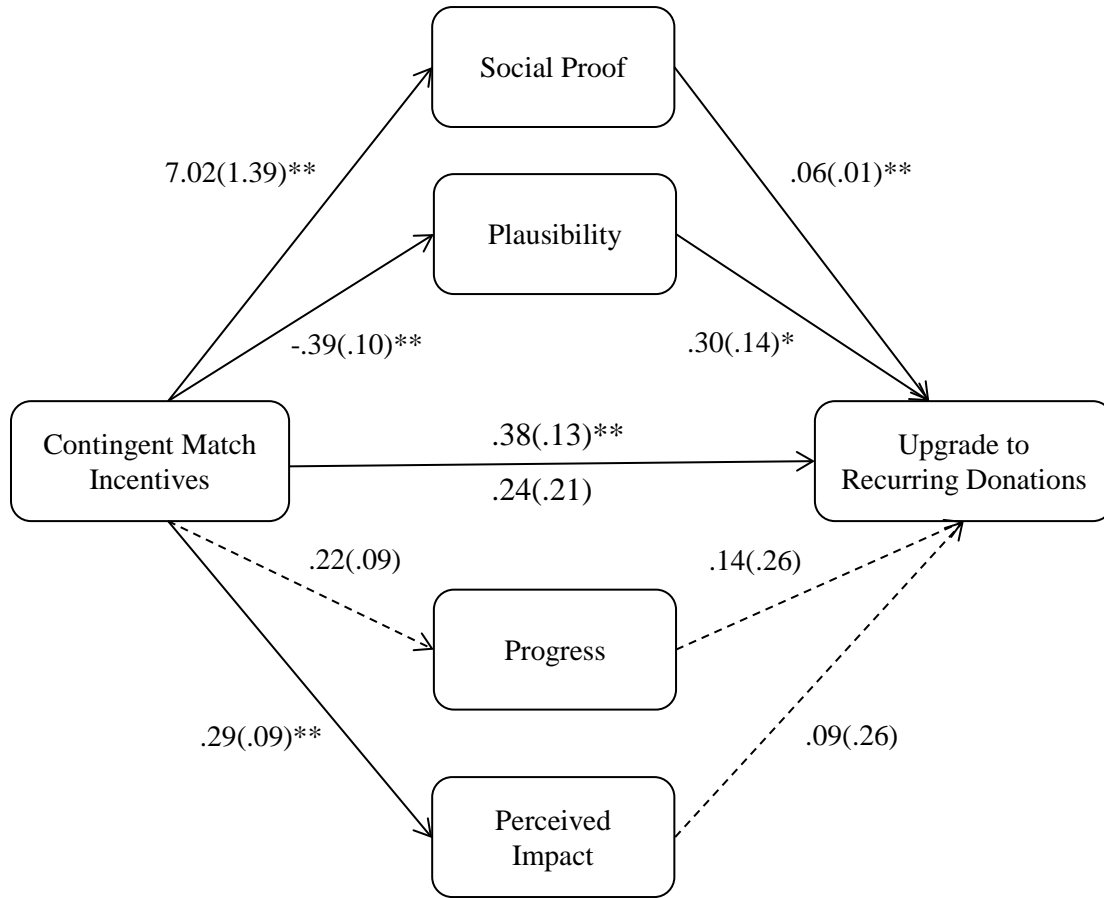 Social Proof
7.02(1.39)**
.06(.01)**
Plausibility
-.39(.10)**
.30(.14)*
Contingent Match
Incentives
.38(.13)**
.24(.21)
Upgrade to
Recurring Donations
.22(.09)
.14(.26)
Progress
.29(.09)**
.09(.26)
Perceived
Impact